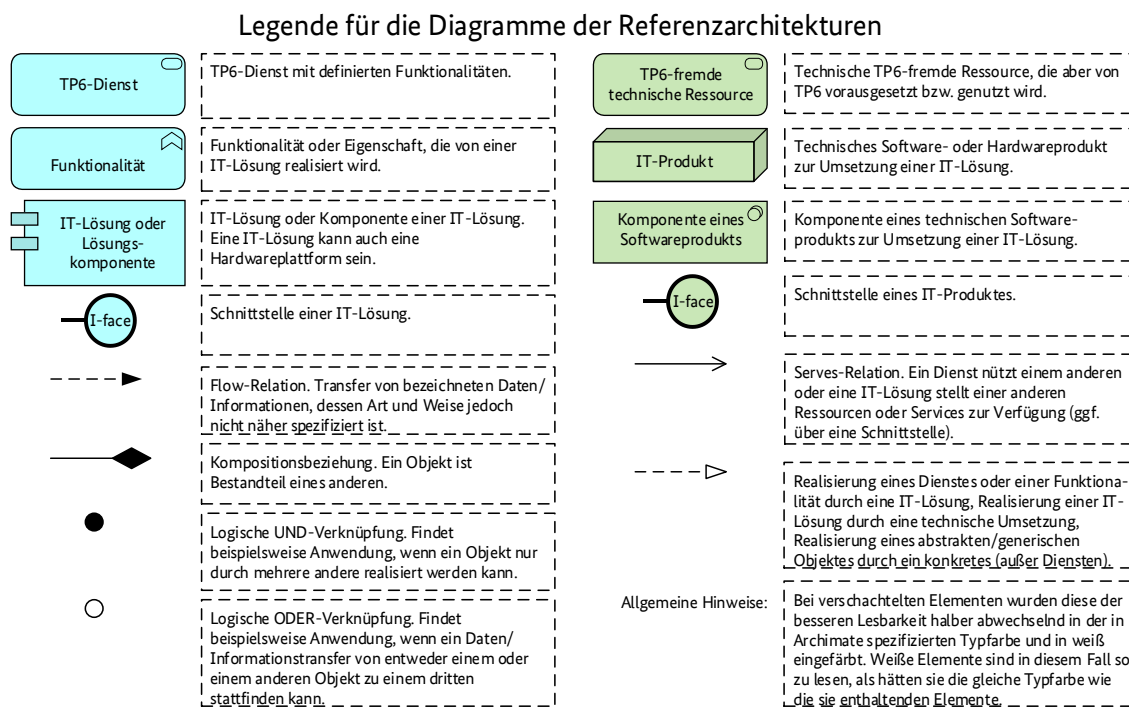 Legende für die Diagramme der Referenzarchitekturen
TP6-Dienst
TP6-Dienst mit definierten Funktionalitäten.
Funktionalität
Funktionalität oder Eigenschaft, die von einer
IT-Lösung realisiert wird.
IT-Lösung oder
Lösungs-
komponente
IT-Lösung oder Komponente einer IT-Lösung.
Eine IT-Lösung kann auch eine
Hardwareplattform sein.
I-face
Schnittstelle einer IT-Lösung.
Flow-Relation. Transfer von bezeichneten Daten/
Informationen, dessen Art und Weise jedoch
nicht näher spezifiziert ist.
Kompositionsbeziehung. Ein Objekt ist
Bestandteil eines anderen.
Logische UND-Verknüpfung. Findet
beispielsweise Anwendung, wenn ein Objekt nur
durch mehrere andere realisiert werden kann.
Logische ODER-Verknüpfung. Findet
beispielsweise Anwendung, wenn ein Daten/
Informationstransfer von entweder einem oder
einem anderen Objekt zu einem dritten
stattfinden kann.
TP6-fremde
technische Ressource
Technische TP6-fremde Ressource, die aber von
TP6 vorausgesetzt bzw. genutzt wird.
IT-Produkt
Technisches Software- oder Hardwareprodukt
zur Umsetzung einer IT-Lösung.
Komponente eines
Softwareprodukts
Komponente eines technischen Software-
produkts zur Umsetzung einer IT-Lösung.
I-face
Schnittstelle eines IT-Produktes.
Serves-Relation. Ein Dienst nützt einem anderen
oder eine IT-Lösung stellt einer anderen
Ressourcen oder Services zur Verfügung (ggf.
über eine Schnittstelle).
Realisierung eines Dienstes oder einer Funktiona-
lität durch eine IT-Lösung, Realisierung einer IT-
Lösung durch eine technische Umsetzung,
Realisierung eines abstrakten/generischen
Objektes durch ein konkretes (außer Diensten).
Allgemeine Hinweise:
Bei verschachtelten Elementen wurden diese der
besseren Lesbarkeit halber abwechselnd in der in
Archimate spezifizierten Typfarbe und in weiß
eingefärbt. Weiße Elemente sind in diesem Fall so
zu lesen, als hätten sie die gleiche Typfarbe wie
die sie enthaltenden Elemente.